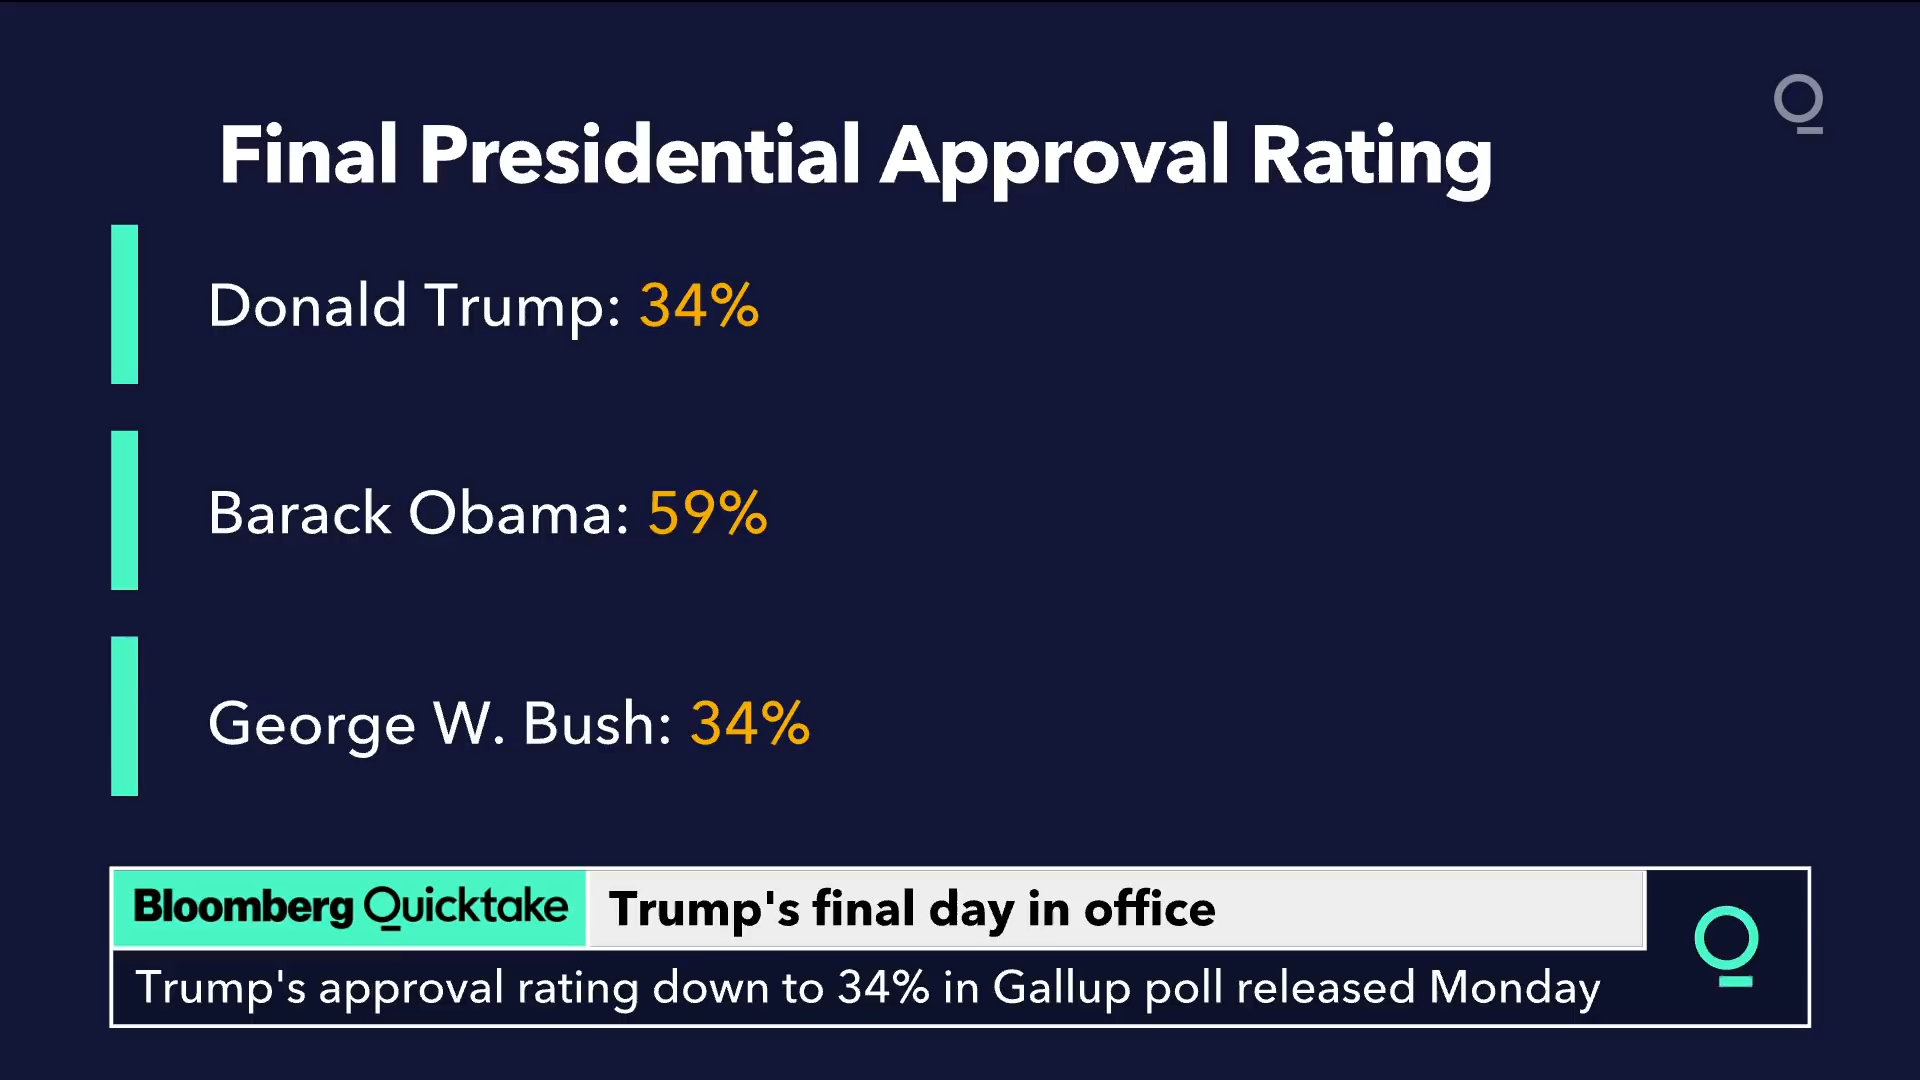 Final Presidential Approval Rating
Donald Trump: 34%
Barack Obama: 59%
George W. Bush: 34%
Bloomberg Quicktake
Trump's final day in office
Trump's approval rating down to 34% in Gallup poll released Monday